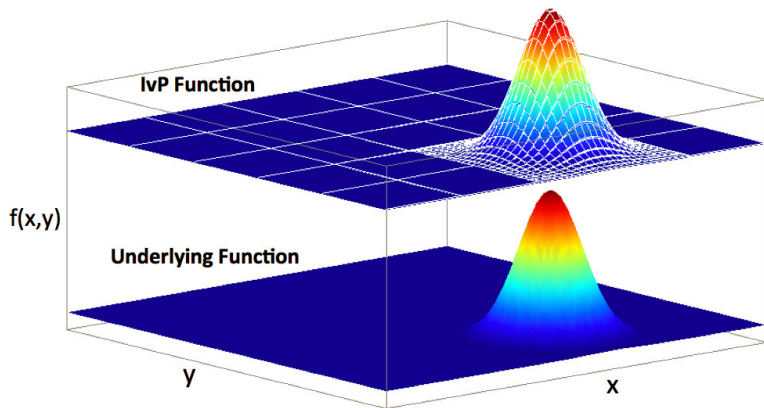 IvP Function
f(x,y)
Underlying Function
y
x